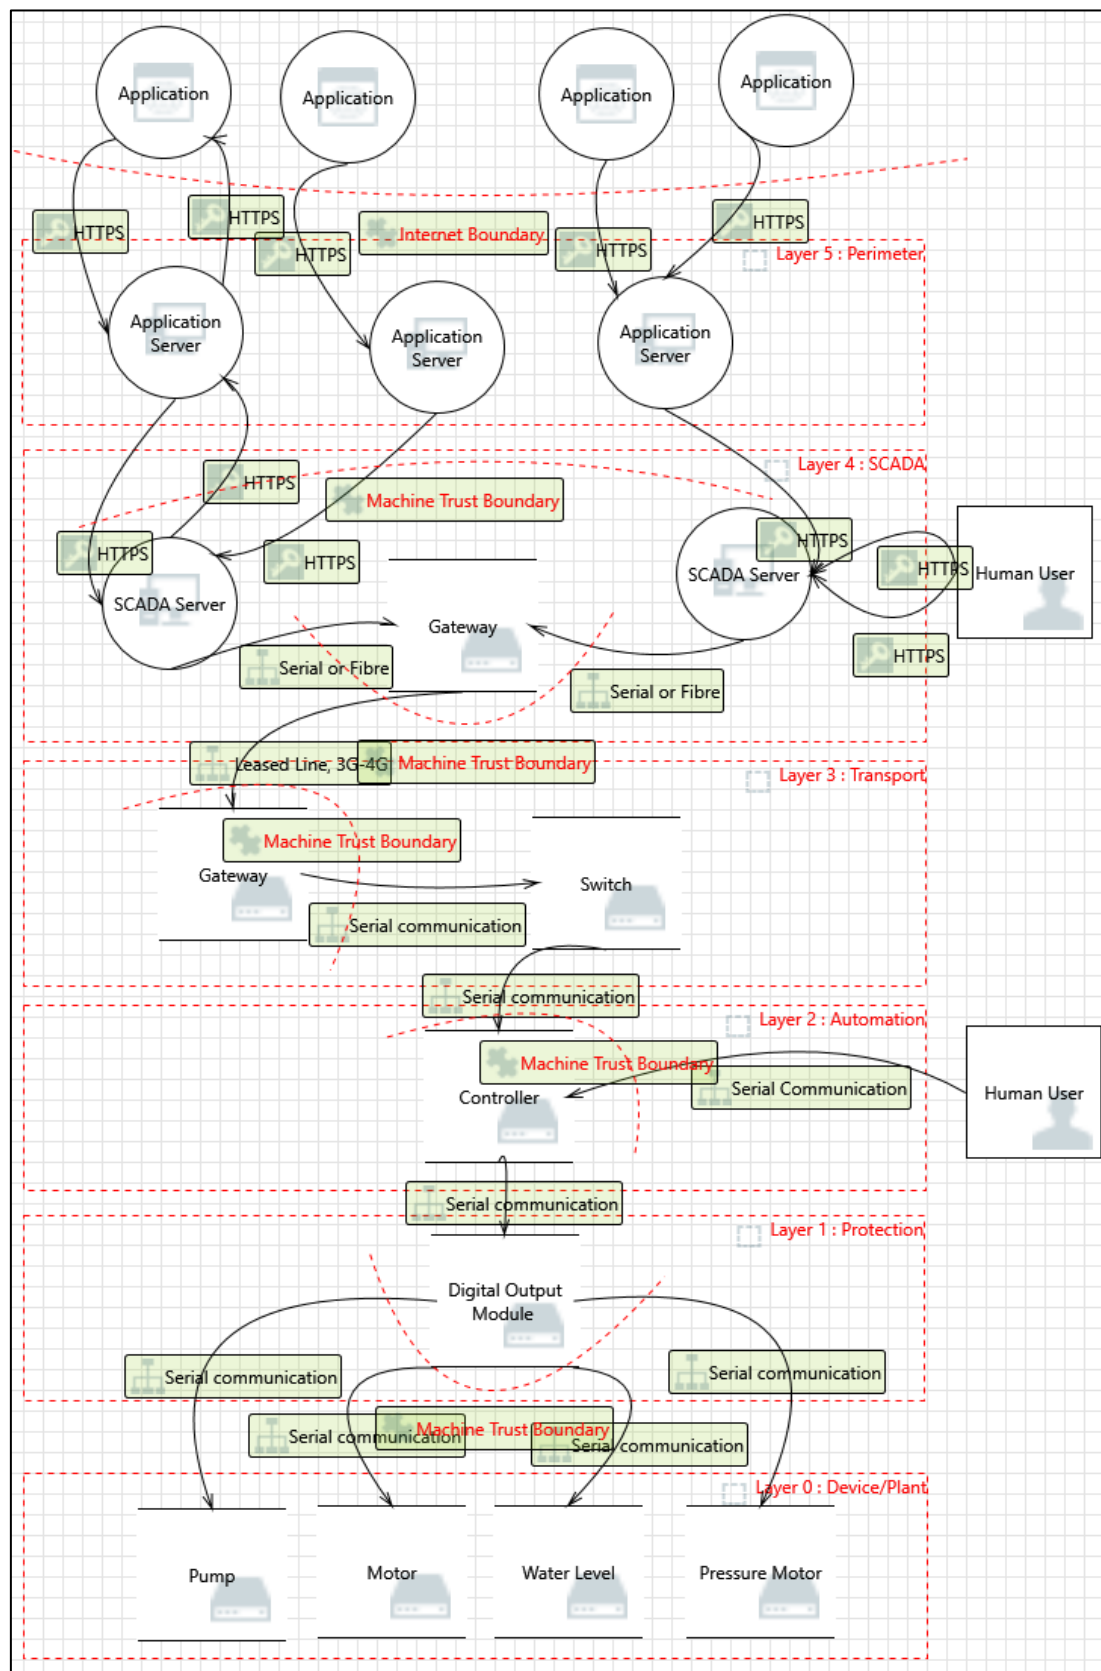 Application
Application
Application
Application
HTTPS
HTTPS
HTTPS
Internet Boundary
HTTPS
HTTPS
Layer 5 : Perimeter
Application
Server
Application
Server
Application
Server
Layer 4 : SCADA
HTTPS
Machine Trust Boundary
HTTPS
HTTPS
HTTPS
HTTPS
Human User
SCADA Server
SCADA Server
Gateway
HTTPS
Serial or Fibre
Serial or Fibre
Leased Line, 3G-4G
Machine Trust Boundary
Layer 3 : Transport
Machine Trust Boundary
Gateway
Switch
Serial communication
Serial communication
Layer 2 : Automation
Machine Trust Boundary
Serial Communication
Controller
Human User
Serial communication
Layer 1 : Protection
Digital Output
Module
Serial communication
Serial communication
Serial communication
Machine Trust Boundary
Serial communication
Layer 0 : Device/Plant
Pump
Motor
Water Level
Pressure Motor